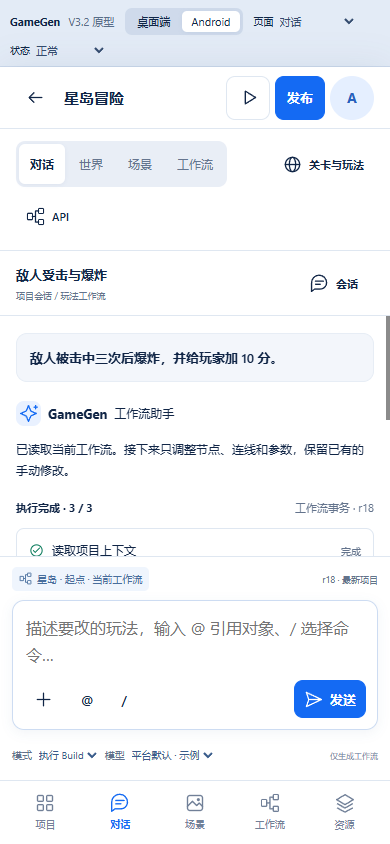 GameGen V3.2 原型 桌面端 Android 页面 对话
状态 正常
星岛冒险 发布 A
对话 世界 场景 工作流 关卡与玩法
API
敌人受击与爆炸
项目会话 / 玩法工作流
会话
敌人被击中三次后爆炸，并给玩家加 10 分。
GameGen 工作流助手
已读取当前工作流。接下来只调整节点、连线和参数，保留已有的
手动修改。
执行完成 · 3 / 3 工作流事务 · r18
读取项目上下文 完成
星岛 · 起点 · 当前工作流 r18 · 最新项目
描述要改的玩法，输入 @ 引用对象、/ 选择命
令...
@ / 发送
模式 执行 Build 模型 平台默认 · 示例 仅生成工作流
项目 对话 场景 工作流 资源